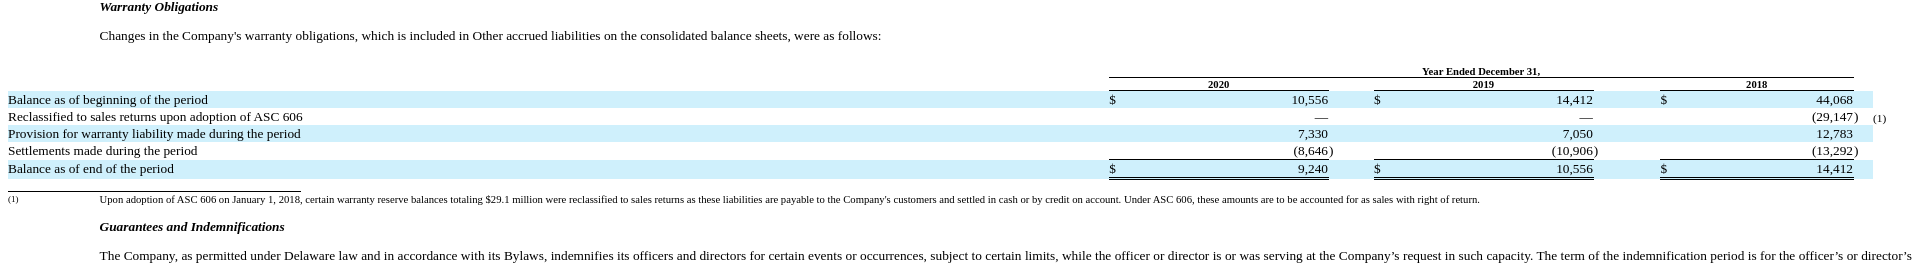 Warranty Obligations
Changes in the Company's warranty obligations, which is included in Other accrued liabilities on the consolidated balance sheets, were as follows:
Year Ended December 31,
2020 2019 2018
Balance as of beginning of the period $ 10,556 $ 14,412 $ 44,068
Reclassified to sales returns upon adoption of ASC 606 — — (29,147) (1)
Provision for warranty liability made during the period 7,330 7,050 12,783
Settlements made during the period (8,646) (10,906) (13,292)
Balance as of end of the period $ 9,240 $ 10,556 $ 14,412
(1) Upon adoption of ASC 606 on January 1, 2018, certain warranty reserve balances totaling $29.1 million were reclassified to sales returns as these liabilities are payable to the Company's customers and settled in cash or by credit on account. Under ASC 606, these amounts are to be accounted for as sales with right of return.
Guarantees and Indemnifications
The Company, as permitted under Delaware law and in accordance with its Bylaws, indemnifies its officers and directors for certain events or occurrences, subject to certain limits, while the officer or director is or was serving at the Company’s request in such capacity. The term of the indemnification period is for the officer’s or director’s